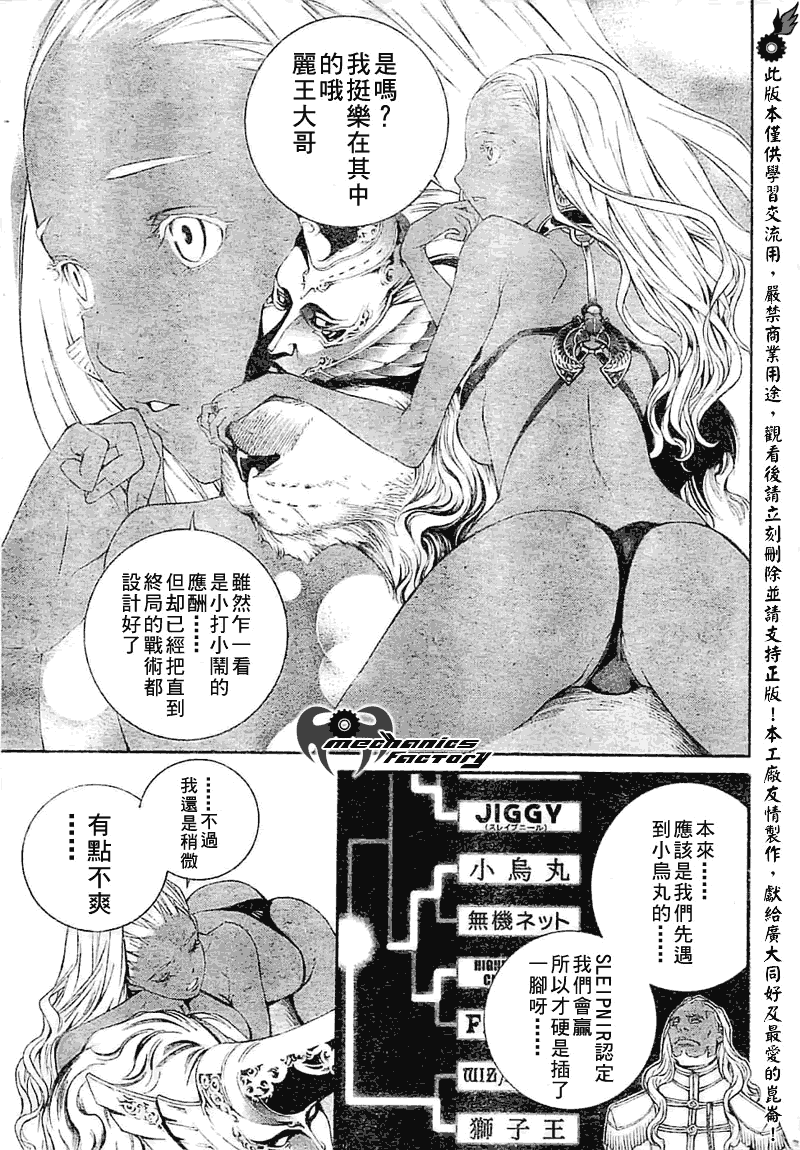 是嗎？
我挺樂在其中
的哦
麗王大哥
雖然乍一看
是小打小鬧的
應酬……
但却已經把直到
終局的戰術都
設計好了
mechanics
factory
本來……
應該是我們先遇
到小烏丸的……
SLEIPNIR認定
我們會贏
所以才硬是插了
一腳呀……
JIGGY
(スレイプニール)
小烏丸
無機ネット
獅子王
……不過
我還是稍微
有點不爽
……
此版本僅供學習交流用，嚴禁商業用途，觀看後請立刻刪除並請支持正版！本工廠友情製作，獻給廣大同好及最愛的崑崙！